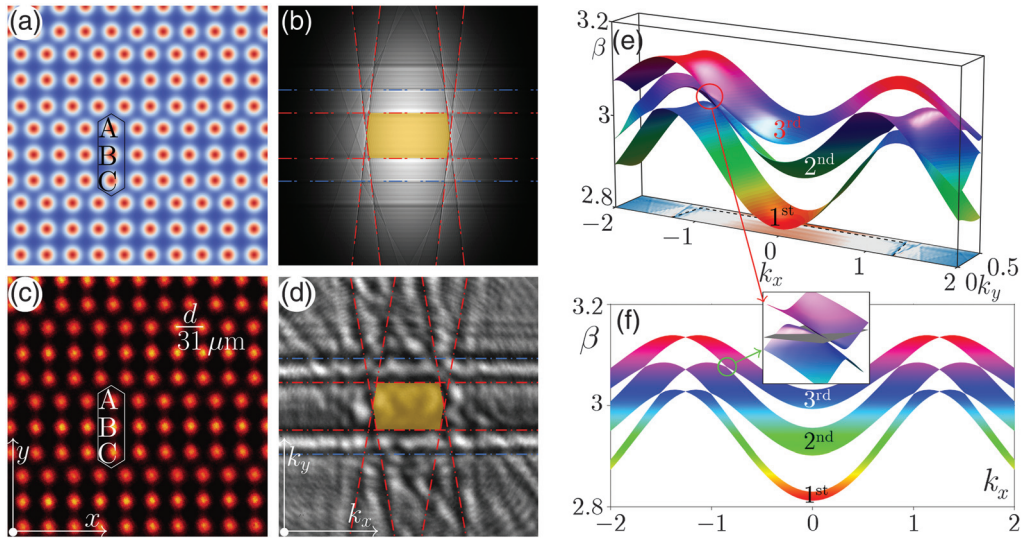 (a)
A
B
C
(b)
(c)
d
31 μm
A
B
C
y
x
(d)
k_y
k_x
(e)
3.2
β
3
2.8
3rd
2nd
1st
−2
−1
0
1
2
0
0.5
k_x
k_y
(f)
3.2
β
3
2.8
3rd
2nd
1st
k_x
−2
−1
0
1
2